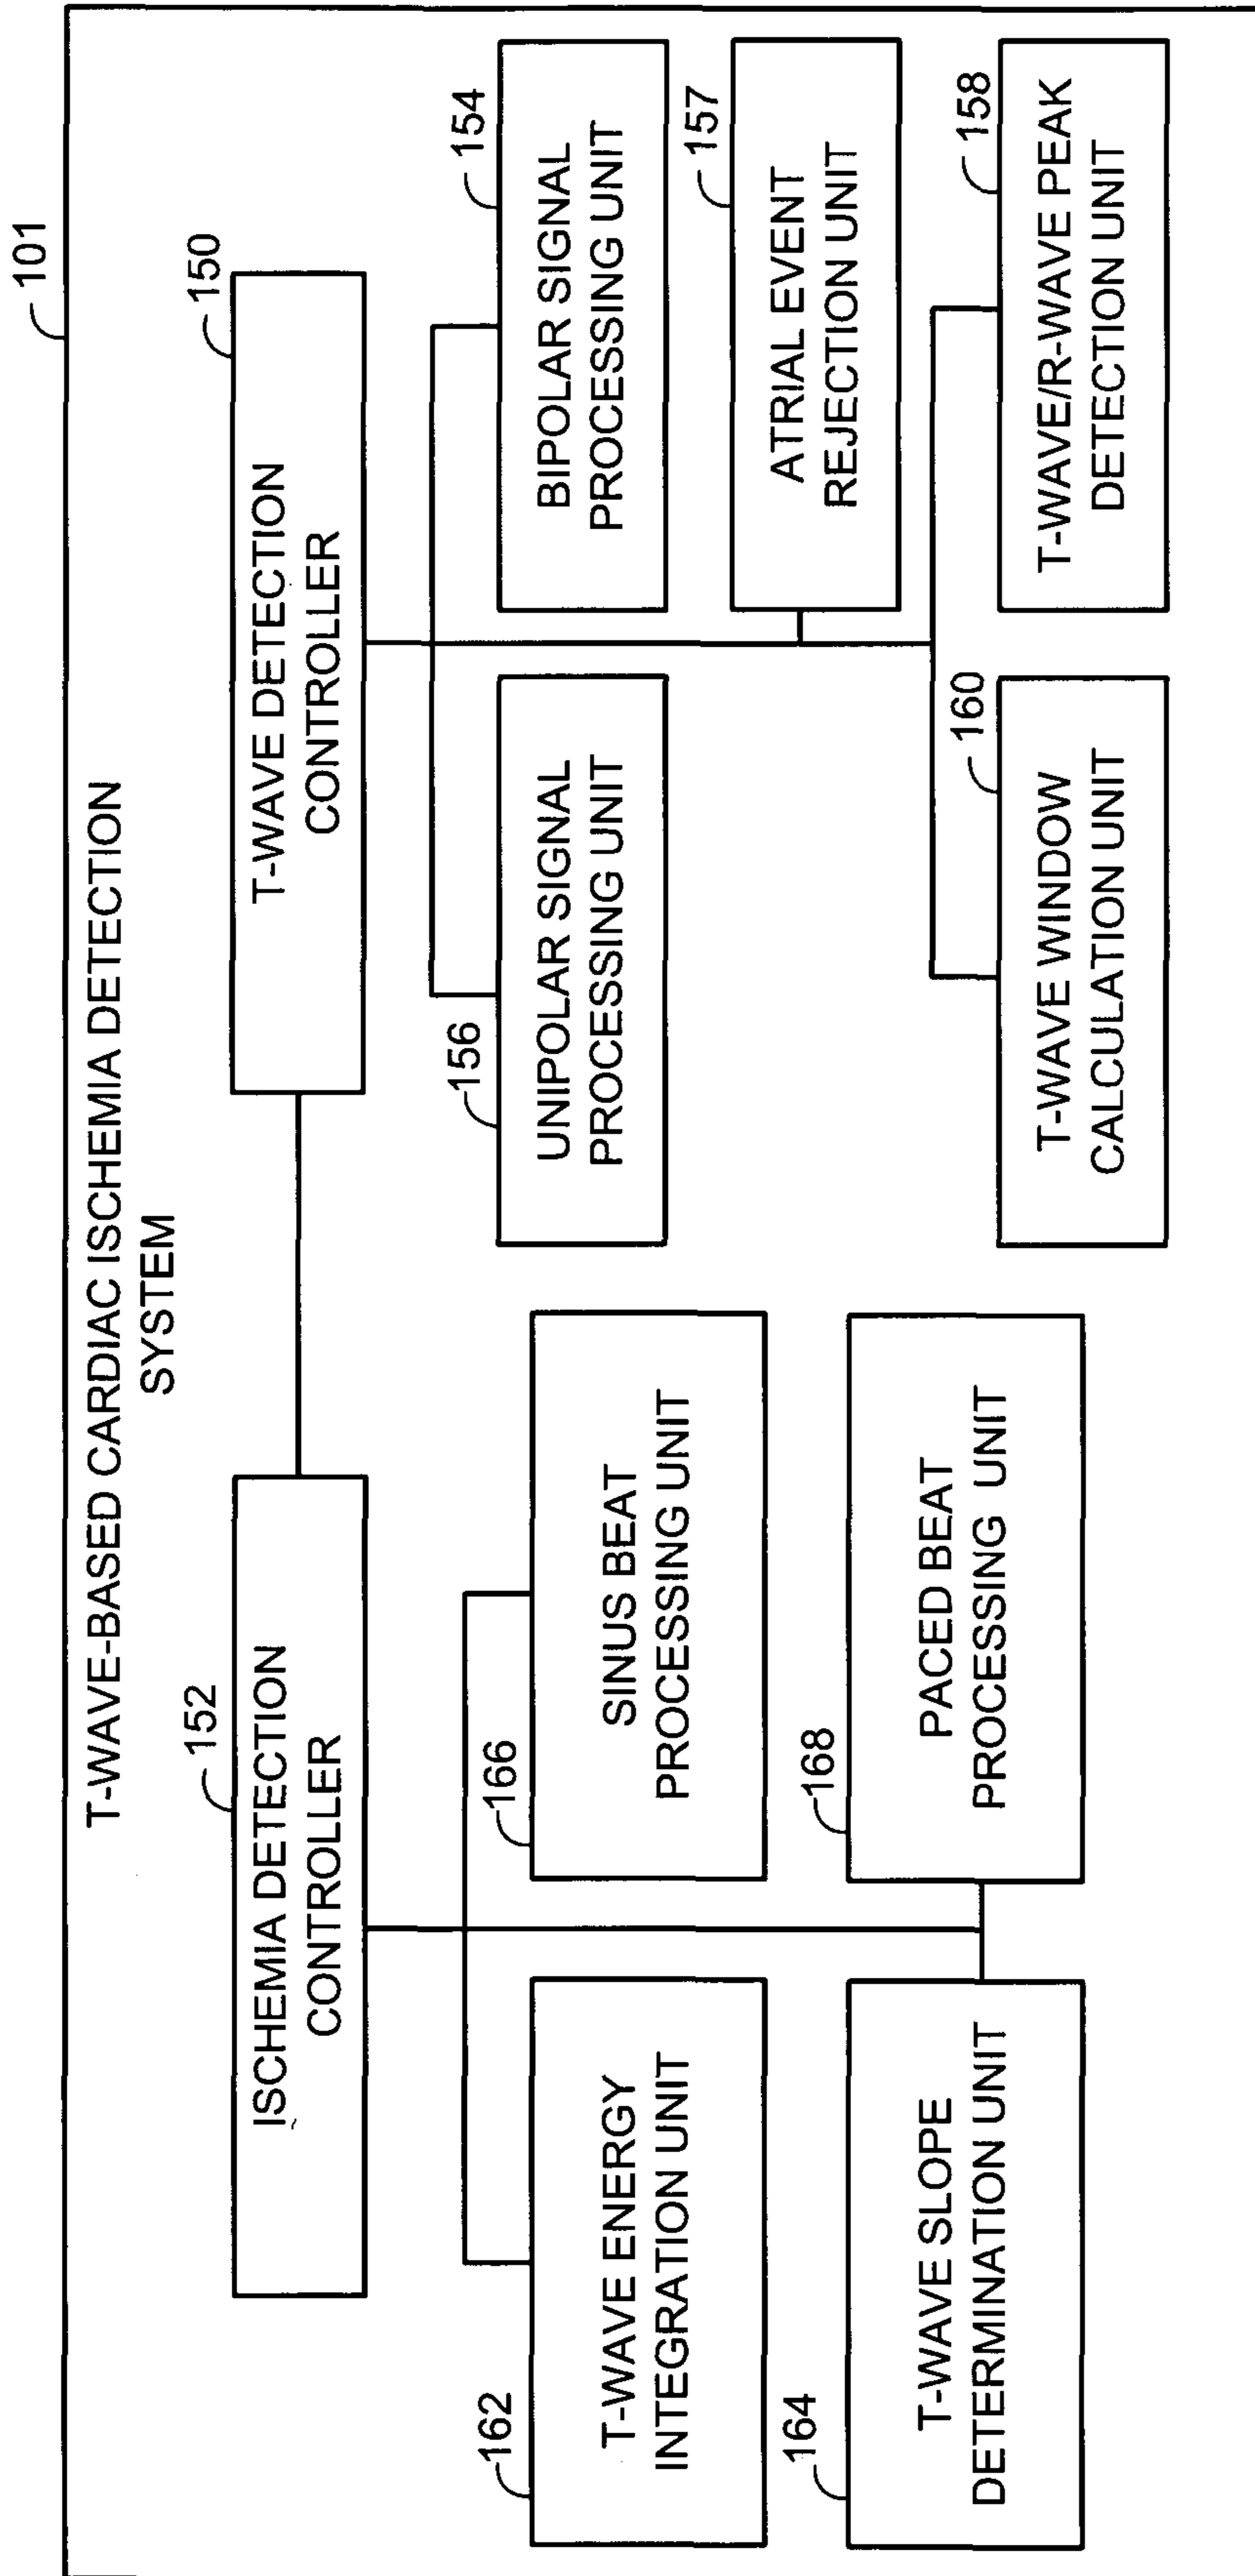 101
T-WAVE-BASED CARDIAC ISCHEMIA DETECTION
SYSTEM
152
ISCHEMIA DETECTION
CONTROLLER
150
T-WAVE DETECTION
CONTROLLER
162
T-WAVE ENERGY
INTEGRATION UNIT
166
SINUS BEAT
PROCESSING UNIT
164
T-WAVE SLOPE
DETERMINATION UNIT
168
PACED BEAT
PROCESSING UNIT
156
UNIPOLAR SIGNAL
PROCESSING UNIT
154
BIPOLAR SIGNAL
PROCESSING UNIT
157
ATRIAL EVENT
REJECTION UNIT
160
T-WAVE WINDOW
CALCULATION UNIT
158
T-WAVE/R-WAVE PEAK
DETECTION UNIT